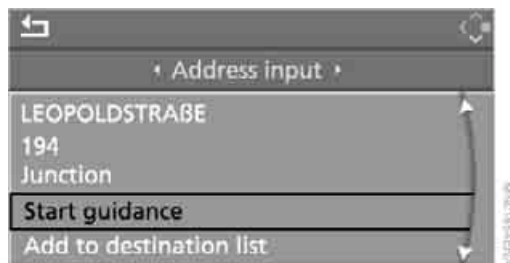 Address input
LEOPOLDSTRAßE
194
Junction
Start guidance
Add to destination list